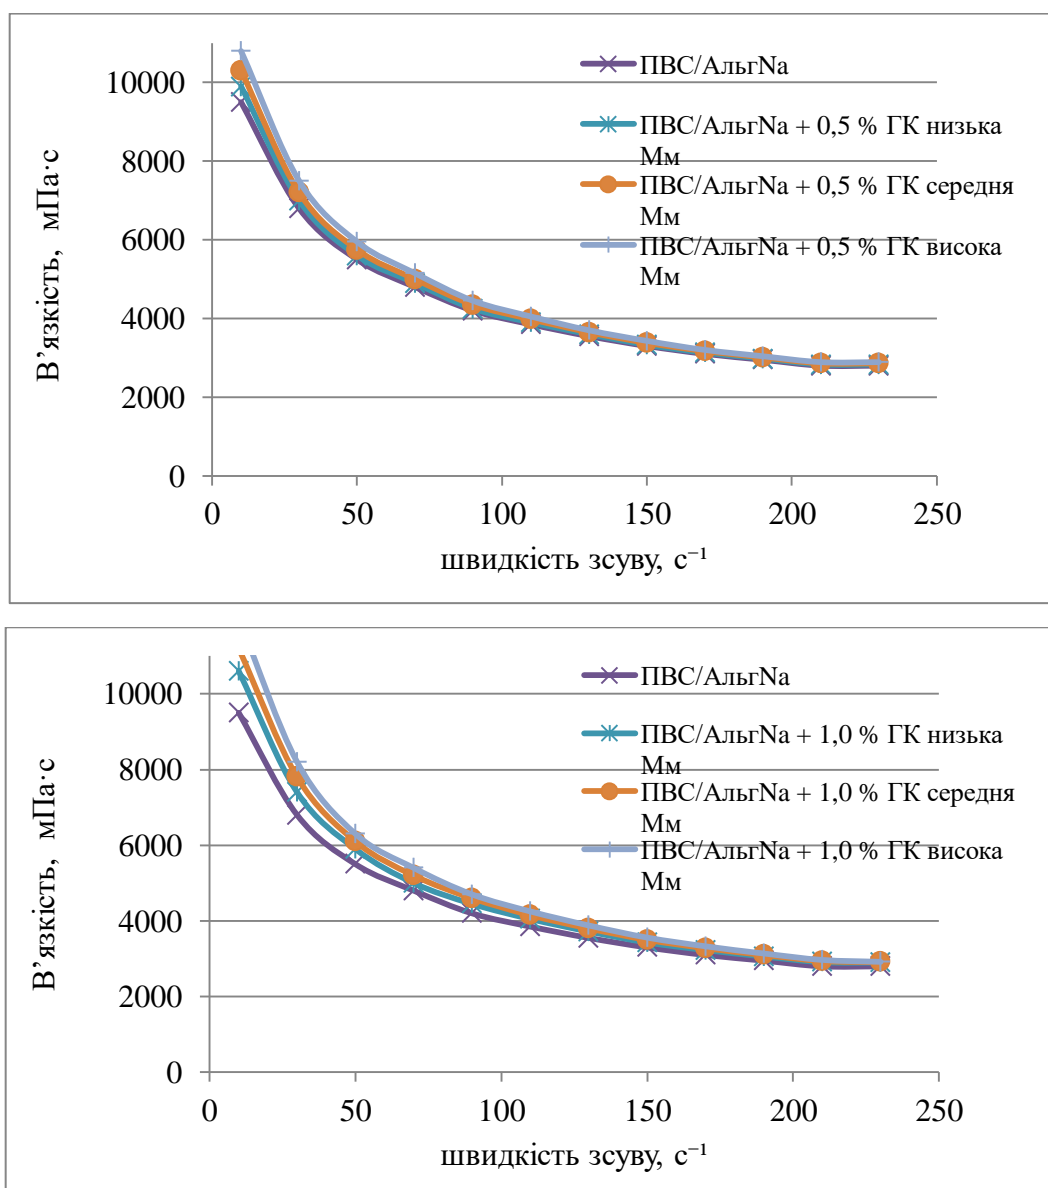 10000
8000
6000
4000
2000
0
В’язкість, мПа·с
ПВС/АльгNa
ПВС/АльгNa + 0,5 % ГК низька
Мм
ПВС/АльгNa + 0,5 % ГК середня
Мм
ПВС/АльгNa + 0,5 % ГК висока
Мм
0 50 100 150 200 250
швидкість зсуву, с⁻¹
10000
8000
6000
4000
2000
0
В’язкість, мПа·с
ПВС/АльгNa
ПВС/АльгNa + 1,0 % ГК низька
Мм
ПВС/АльгNa + 1,0 % ГК середня
Мм
ПВС/АльгNa + 1,0 % ГК висока
Мм
0 50 100 150 200 250
швидкість зсуву, с⁻¹